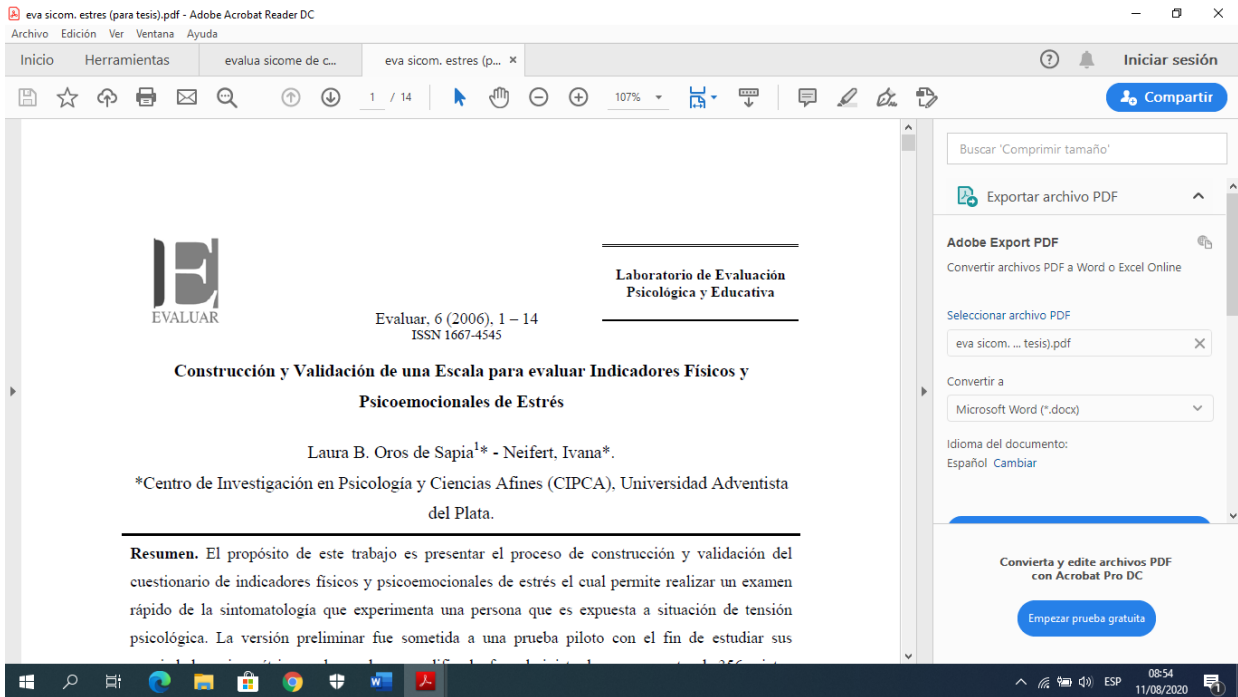 eva sicom. estres (para tesis).pdf - Adobe Acrobat Reader DC
Archivo Edición Ver Ventana Ayuda
Inicio Herramientas evalua sicome de c... eva sicom. estres (p... × Iniciar sesión
1 / 14 107% Compartir
Buscar 'Comprimir tamaño'
Exportar archivo PDF
Adobe Export PDF
Convertir archivos PDF a Word o Excel Online
Seleccionar archivo PDF
eva sicom. ... tesis).pdf
Convertir a
Microsoft Word (*.docx)
Idioma del documento:
Español Cambiar
Convierta y edite archivos PDF
con Acrobat Pro DC
Empezar prueba gratuita
EVALUAR
Laboratorio de Evaluación
Psicológica y Educativa
Evaluar, 6 (2006), 1 – 14
ISSN 1667-4545
Construcción y Validación de una Escala para evaluar Indicadores Físicos y
Psicoemocionales de Estrés
Laura B. Oros de Sapia1* - Neifert, Ivana*.
*Centro de Investigación en Psicología y Ciencias Afines (CIPCA), Universidad Adventista
del Plata.
Resumen. El propósito de este trabajo es presentar el proceso de construcción y validación del
cuestionario de indicadores físicos y psicoemocionales de estrés el cual permite realizar un examen
rápido de la sintomatología que experimenta una persona que es expuesta a situación de tensión
psicológica. La versión preliminar fue sometida a una prueba piloto con el fin de estudiar sus
ESP
08:54
11/08/2020